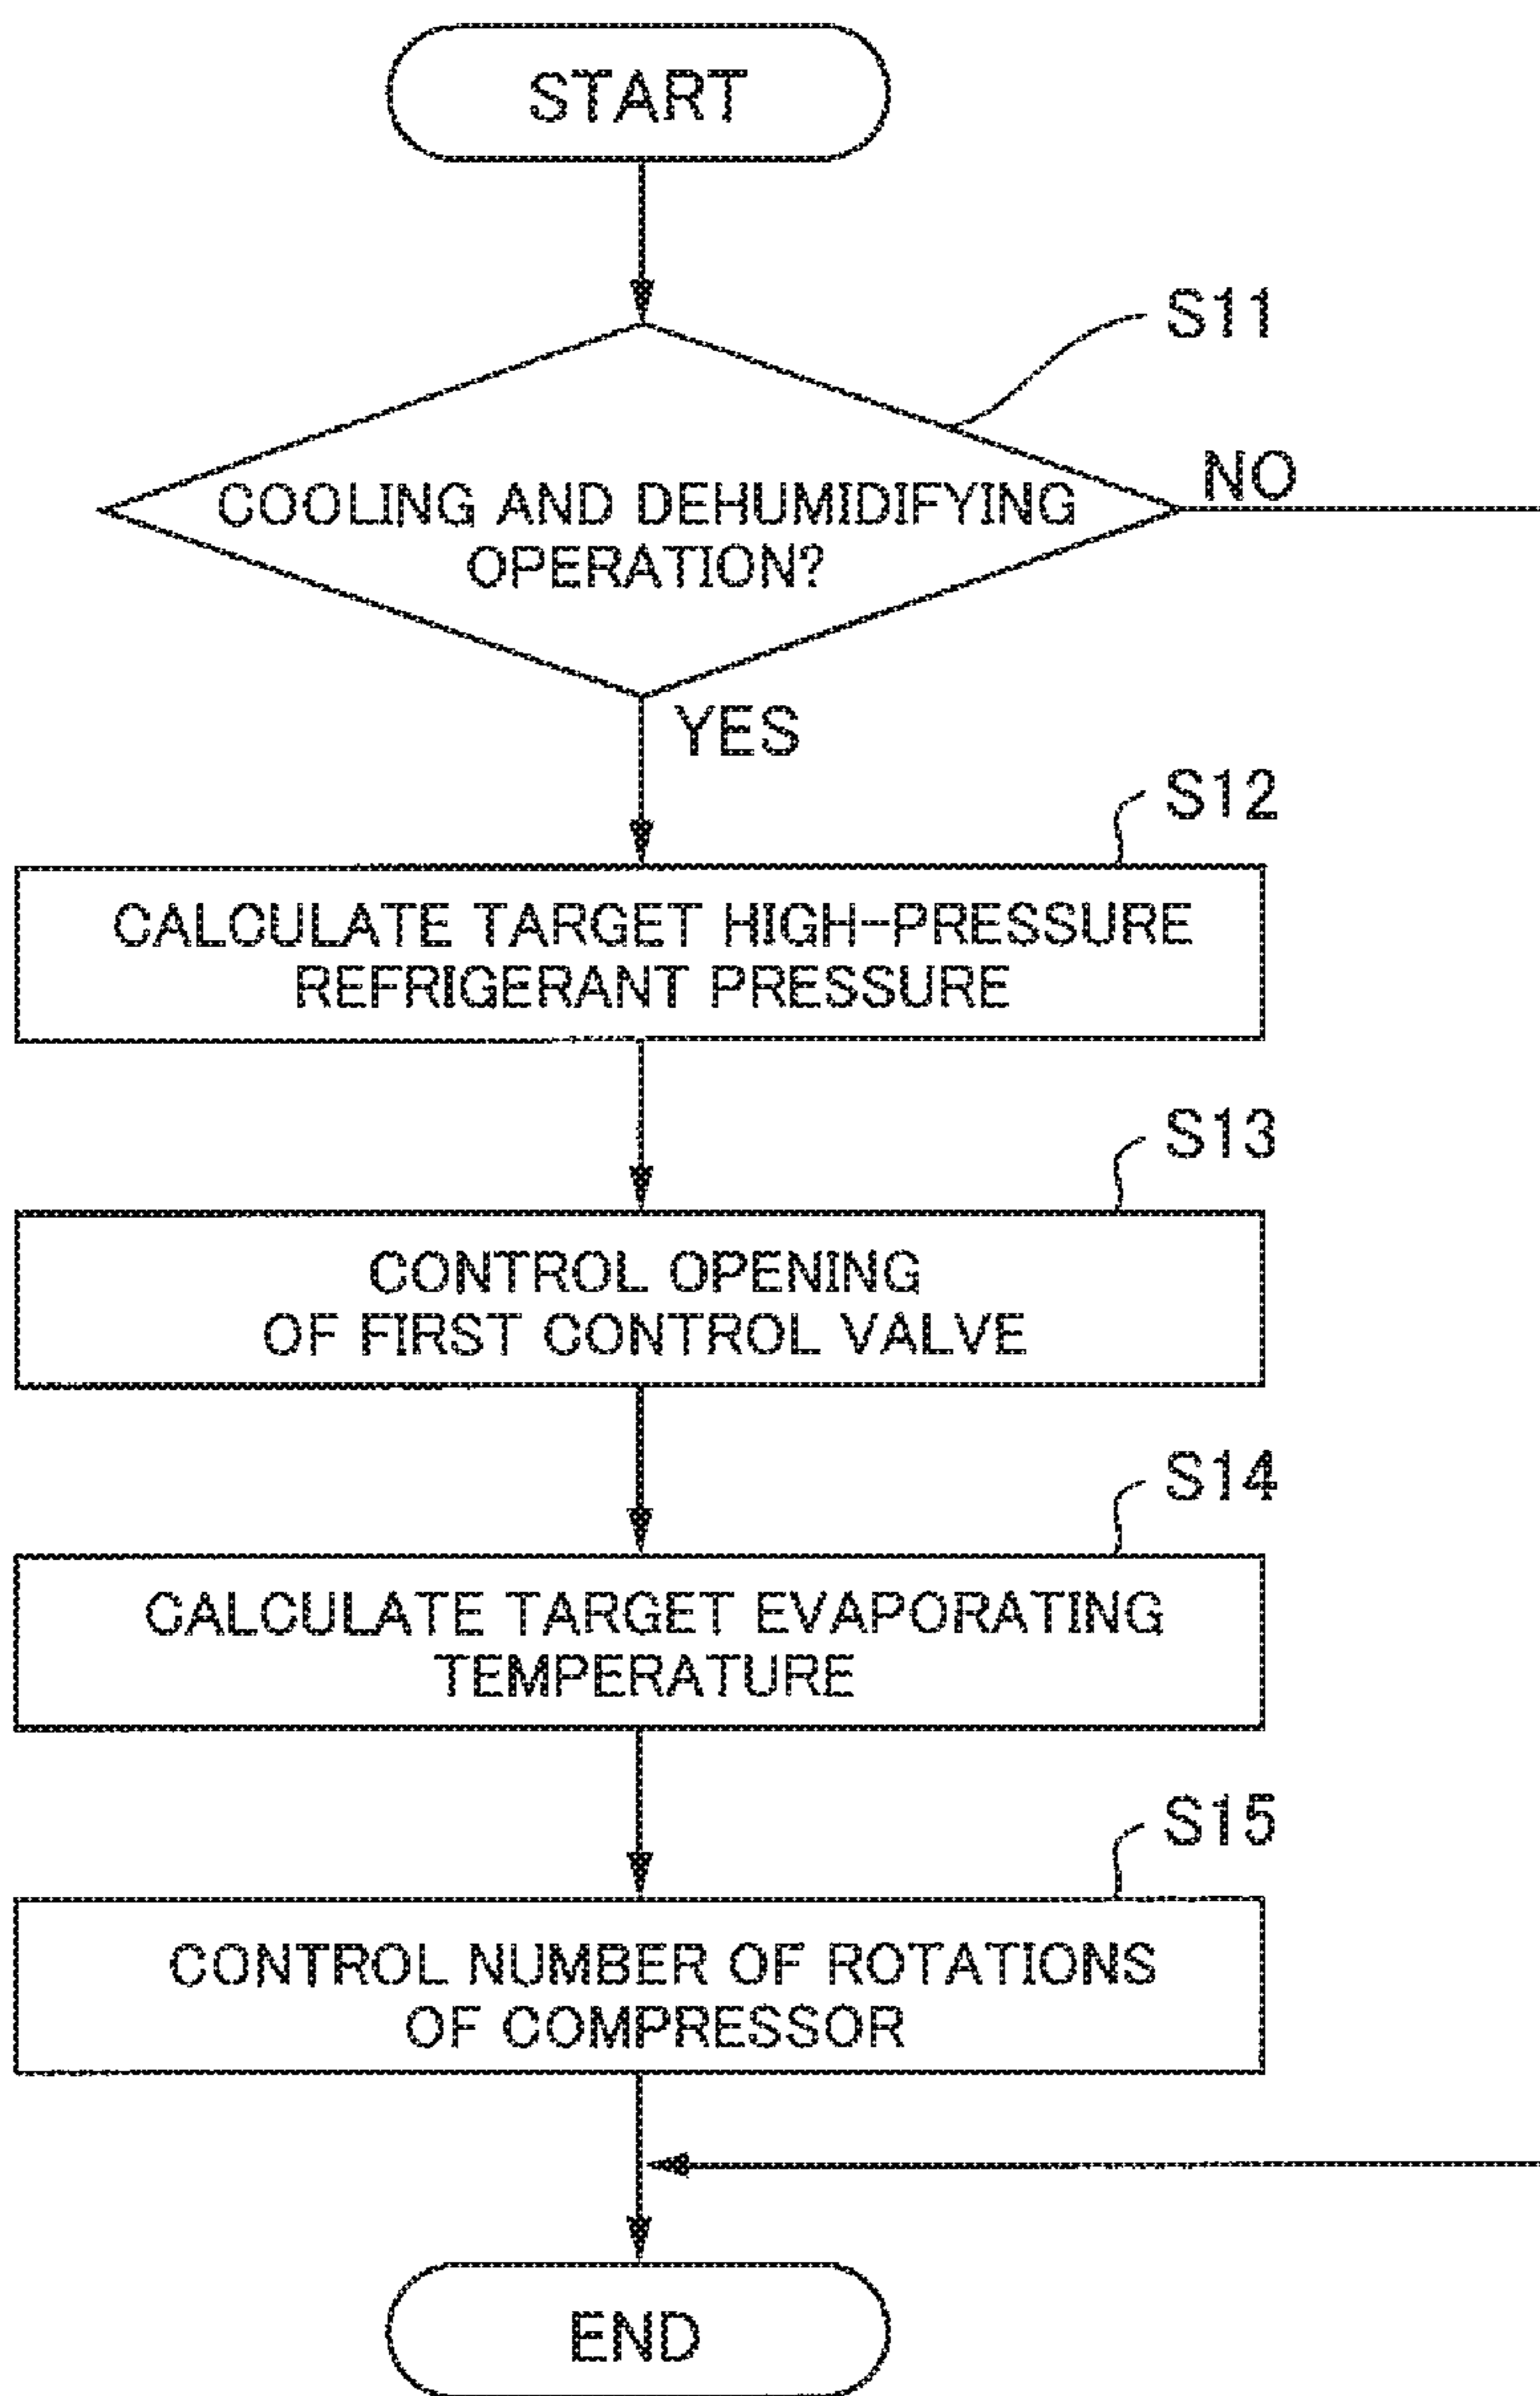 START
S11
COOLING AND DEHUMIDIFYING
OPERATION?
NO
YES
S12
CALCULATE TARGET HIGH-PRESSURE
REFRIGERANT PRESSURE
S13
CONTROL OPENING
OF FIRST CONTROL VALVE
S14
CALCULATE TARGET EVAPORATING
TEMPERATURE
S15
CONTROL NUMBER OF ROTATIONS
OF COMPRESSOR
END